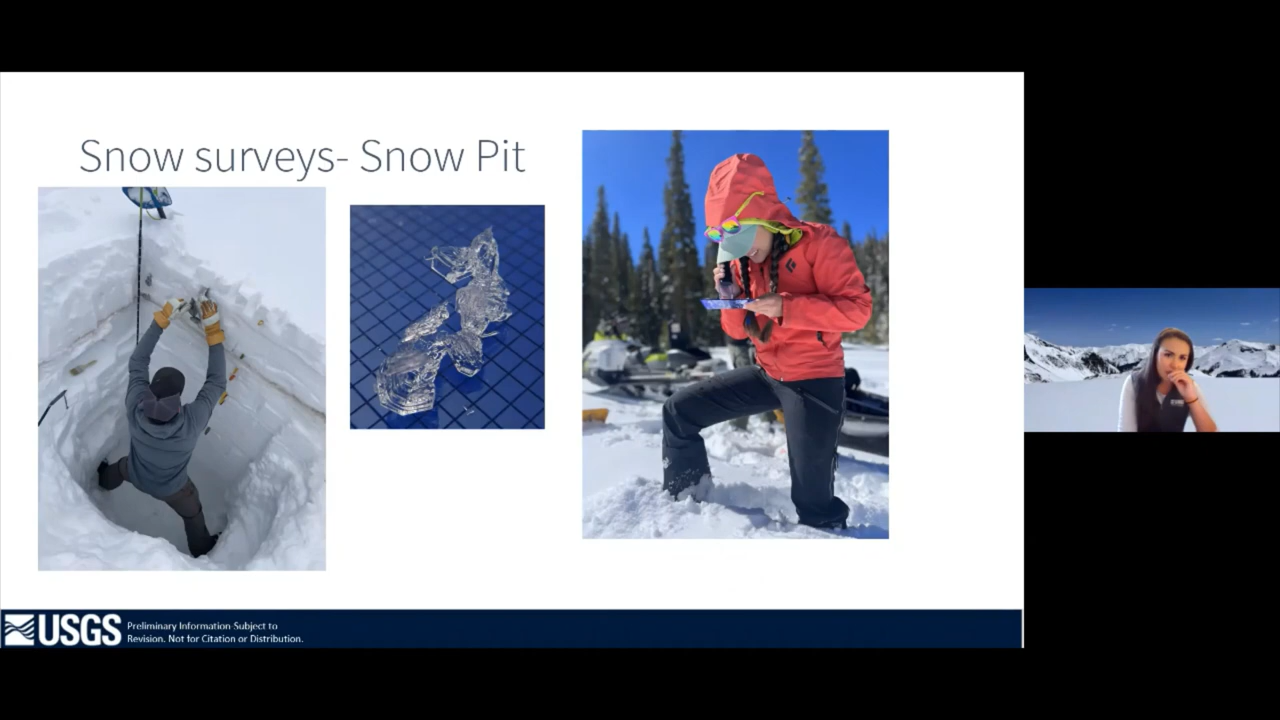 Snow surveys- Snow Pit
USGS
Preliminary Information-Subject to
Revision. Not for Citation or Distribution.